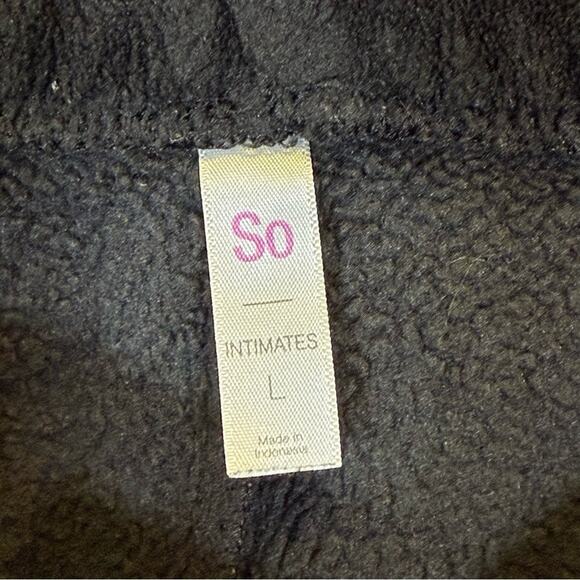 So
INTIMATES
L
Made in
Indonesia